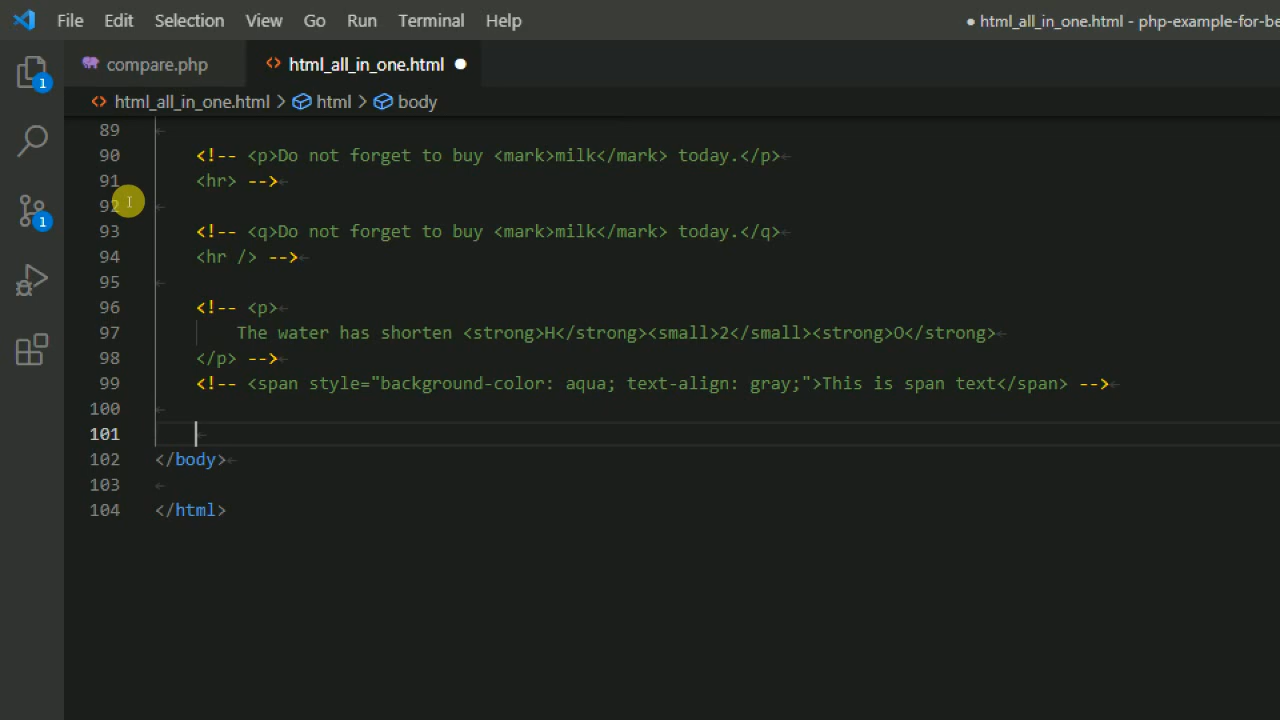 File Edit Selection View Go Run Terminal Help ● html_all_in_one.html - php-example-for-be
compare.php <> html_all_in_one.html ●
<> html_all_in_one.html > html > body
1
1
89
90 <!-- <p>Do not forget to buy <mark>milk</mark> today.</p>
91 <hr> -->
92
93 <!-- <q>Do not forget to buy <mark>milk</mark> today.</q>
94 <hr /> -->
95
96 <!-- <p>
97 The water has shorten <strong>H</strong><small>2</small><strong>O</strong>
98 </p> -->
99 <!-- <span style="background-color: aqua; text-align: gray;">This is span text</span> -->
100
101
102 </body>
103
104 </html>